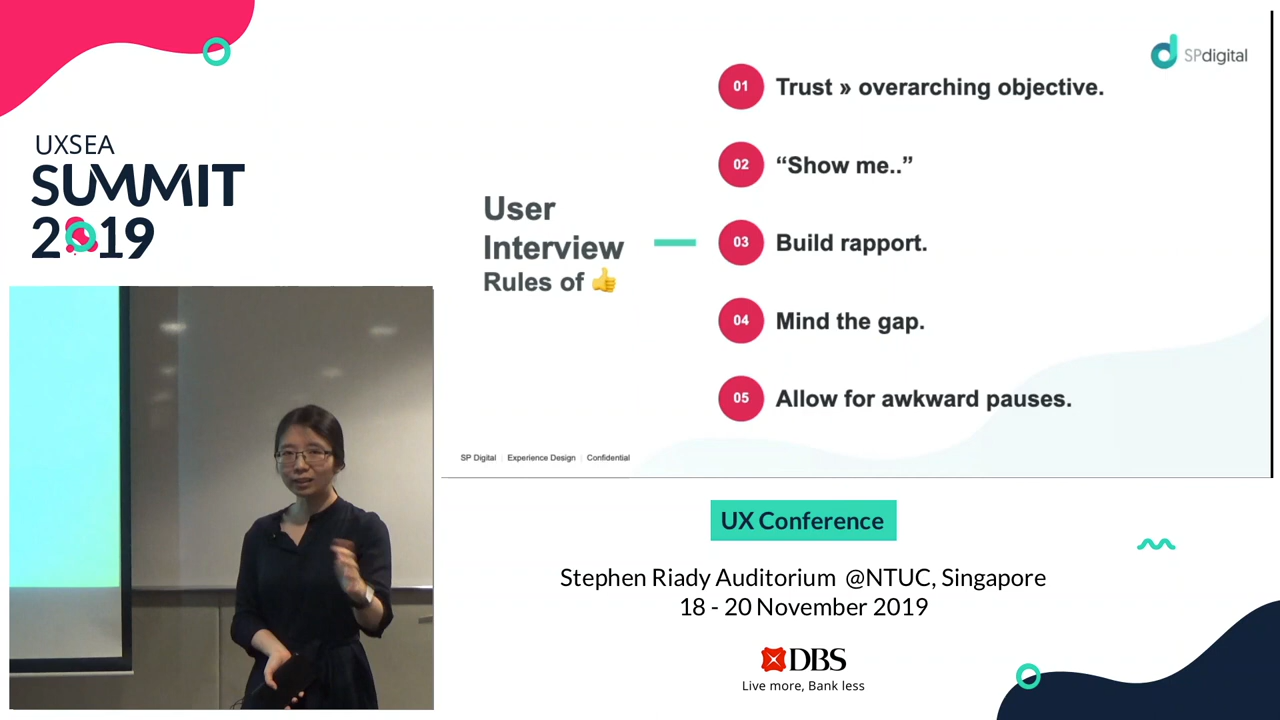 UXSEA
SUMMIT
2019
SPdigital
User
Interview
Rules of 👍
01 Trust » overarching objective.
02 “Show me..”
03 Build rapport.
04 Mind the gap.
05 Allow for awkward pauses.
SP Digital | Experience Design | Confidential
UX Conference
Stephen Riady Auditorium @NTUC, Singapore
18 - 20 November 2019
DBS
Live more, Bank less